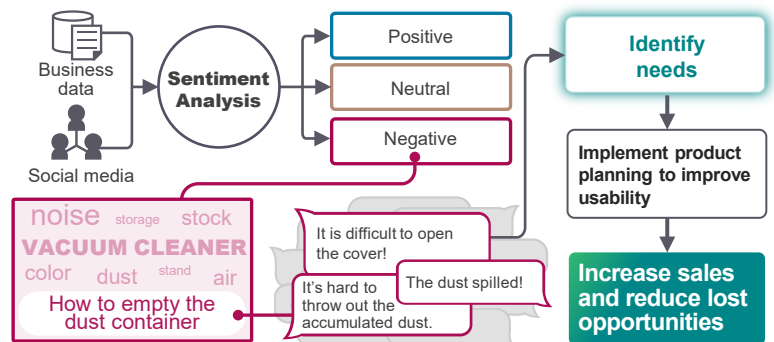 Business
data
Social media
Sentiment
Analysis
Positive
Neutral
Negative
noise storage stock
VACUUM CLEANER
color dust stand air
How to empty the
dust container
It is difficult to open
the cover!
The dust spilled!
It's hard to
throw out the
accumulated dust.
Identify
needs
Implement product
planning to improve
usability
Increase sales
and reduce lost
opportunities